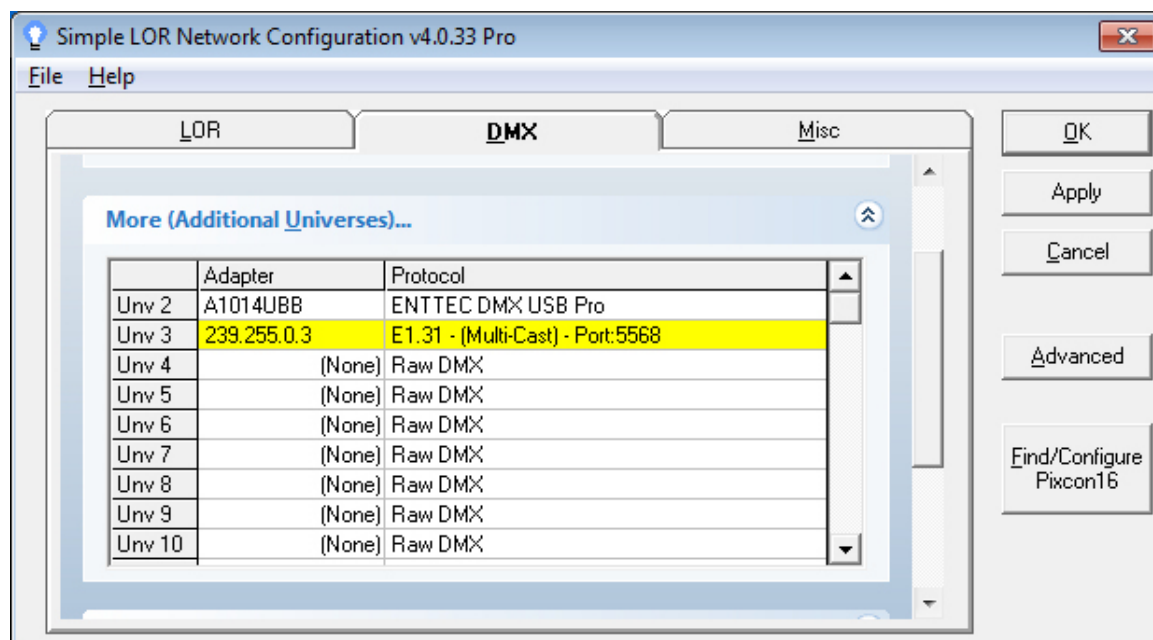 Simple LOR Network Configuration v4.0.33 Pro
File Help
LOR DMX Misc
OK
Apply
Cancel
Advanced
Find/Configure
Pixcon16
More (Additional Universes)...
Adapter Protocol
Unv 2 A1014UBB ENTTEC DMX USB Pro
Unv 3 239.255.0.3 E1.31 - (Multi-Cast) - Port:5568
Unv 4 (None) Raw DMX
Unv 5 (None) Raw DMX
Unv 6 (None) Raw DMX
Unv 7 (None) Raw DMX
Unv 8 (None) Raw DMX
Unv 9 (None) Raw DMX
Unv 10 (None) Raw DMX